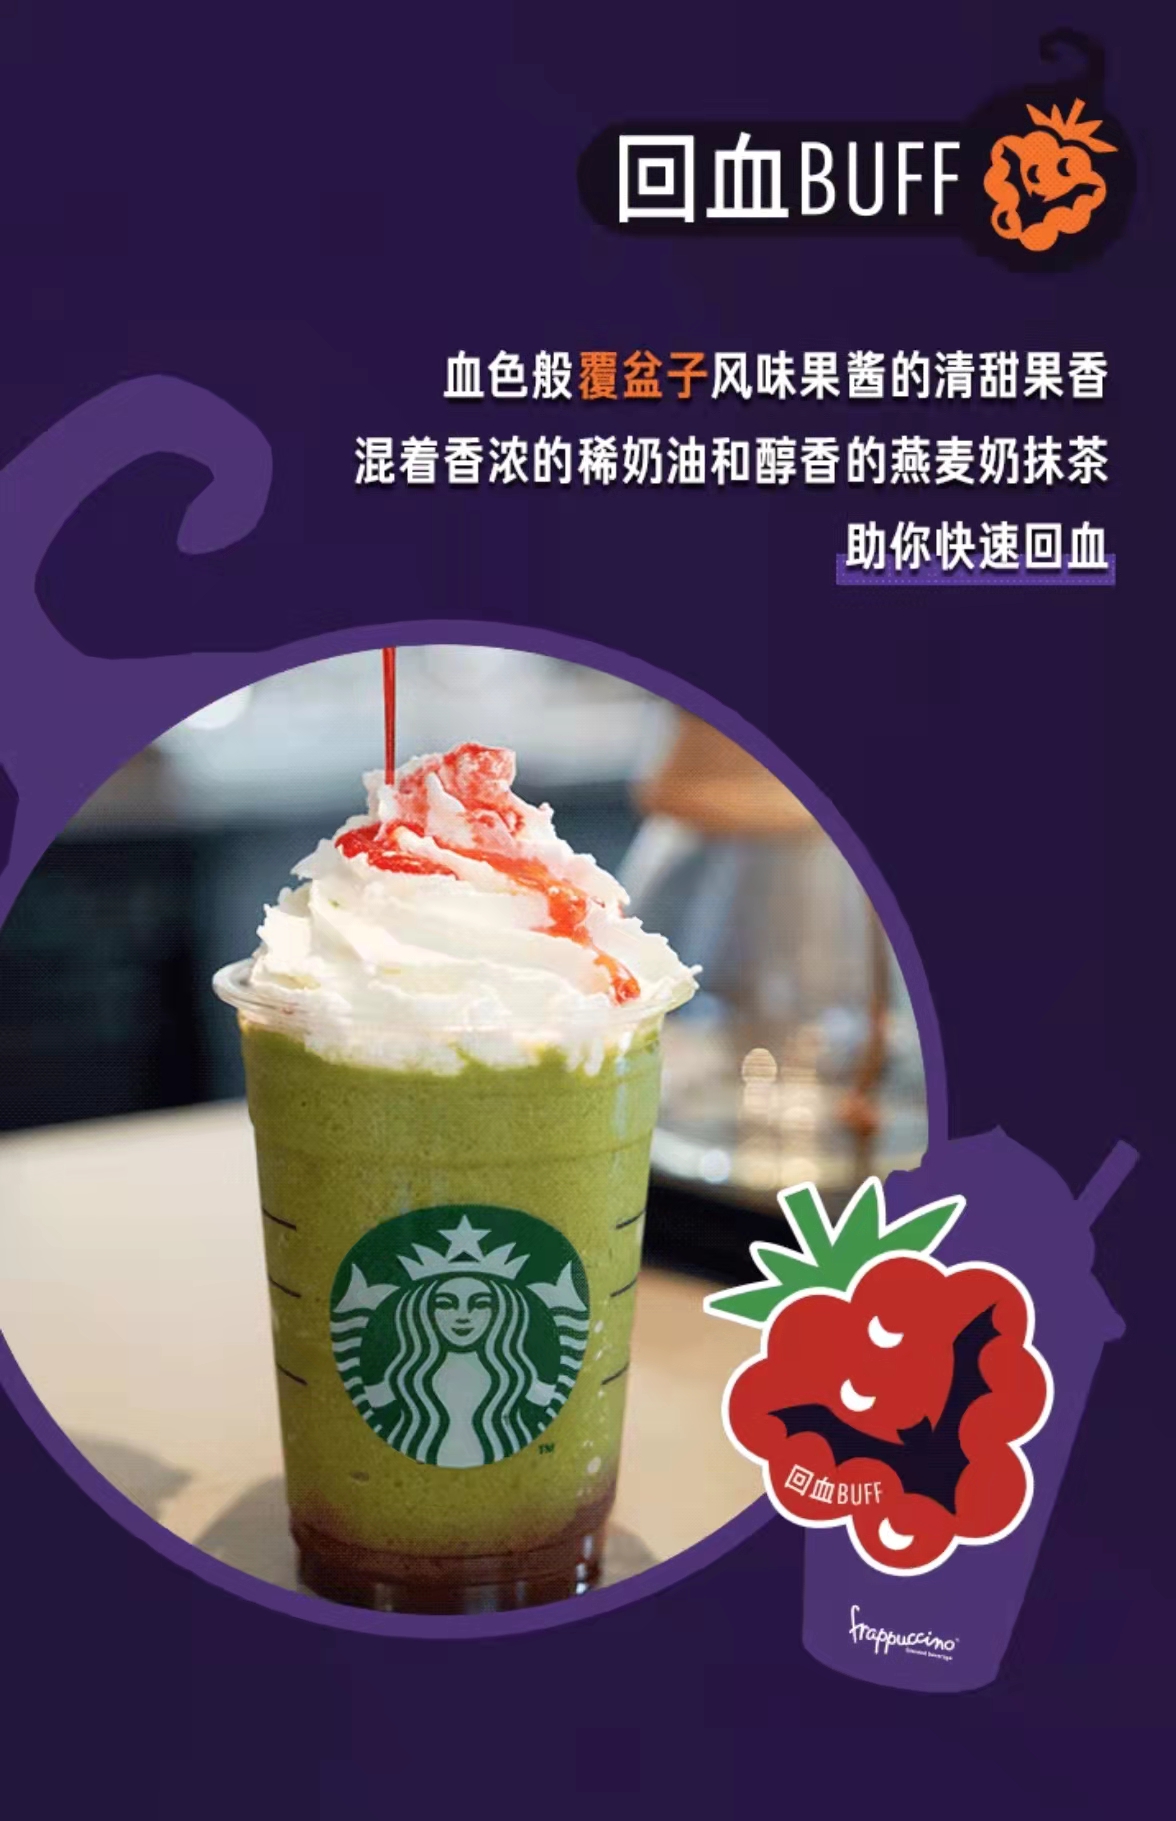 回血BUFF
血色般覆盆子风味果酱的清甜果香
混着香浓的稀奶油和醇香的燕麦奶抹茶
助你快速回血
TM
回血BUFF
frappuccino